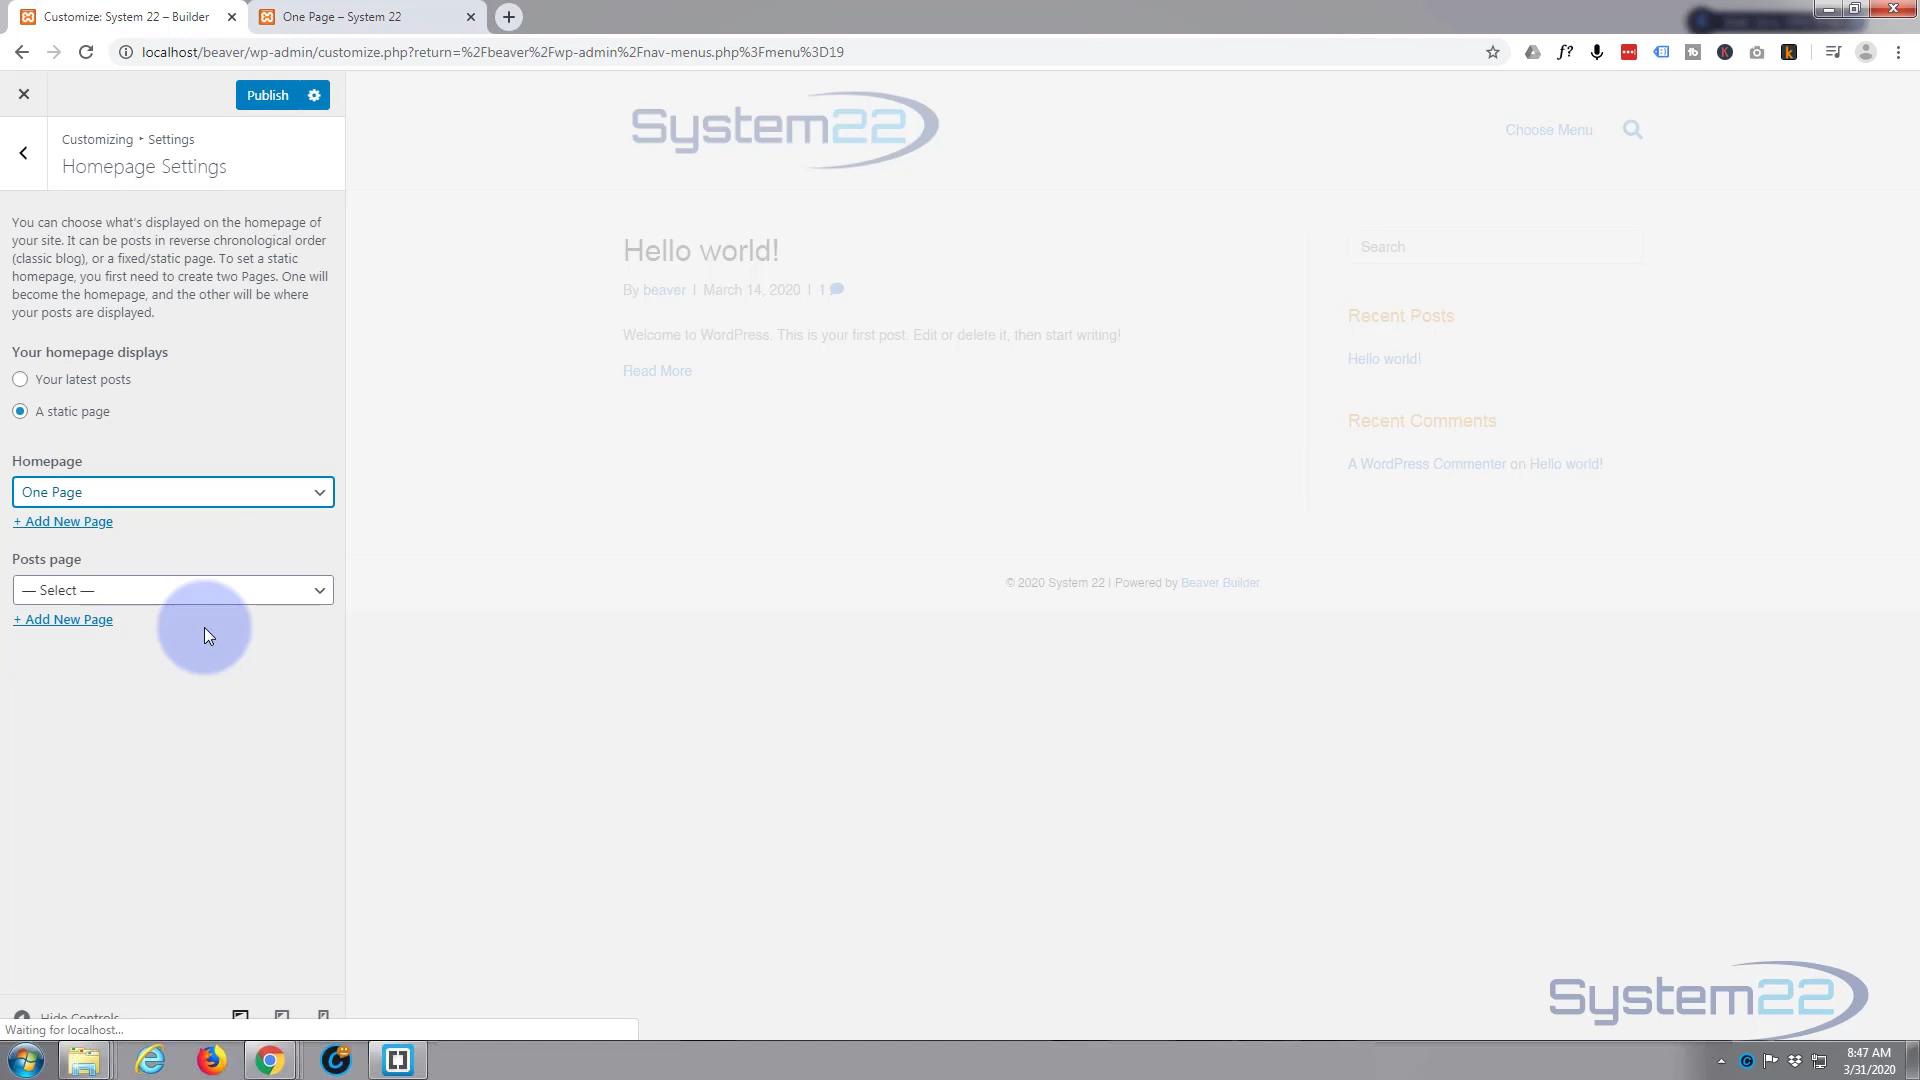 Customize: System 22 – Builder
One Page – System 22
localhost/beaver/wp-admin/customize.php?return=%2Fbeaver%2Fwp-admin%2Fnav-menus.php%3Fmenu%3D19
Publish
Customizing ‣ Settings
Homepage Settings
You can choose what's displayed on the homepage of
your site. It can be posts in reverse chronological order
(classic blog), or a fixed/static page. To set a static
homepage, you first need to create two Pages. One will
become the homepage, and the other will be where
your posts are displayed.
Your homepage displays
Your latest posts
A static page
Homepage
One Page
+ Add New Page
Posts page
— Select —
+ Add New Page
Hide Controls
Waiting for localhost...
System22
Choose Menu
Hello world!
By beaver | March 14, 2020 | 1
Welcome to WordPress. This is your first post. Edit or delete it, then start writing!
Read More
Search
Recent Posts
Hello world!
Recent Comments
A WordPress Commenter on Hello world!
© 2020 System 22 | Powered by Beaver Builder
System22
8:47 AM
3/31/2020